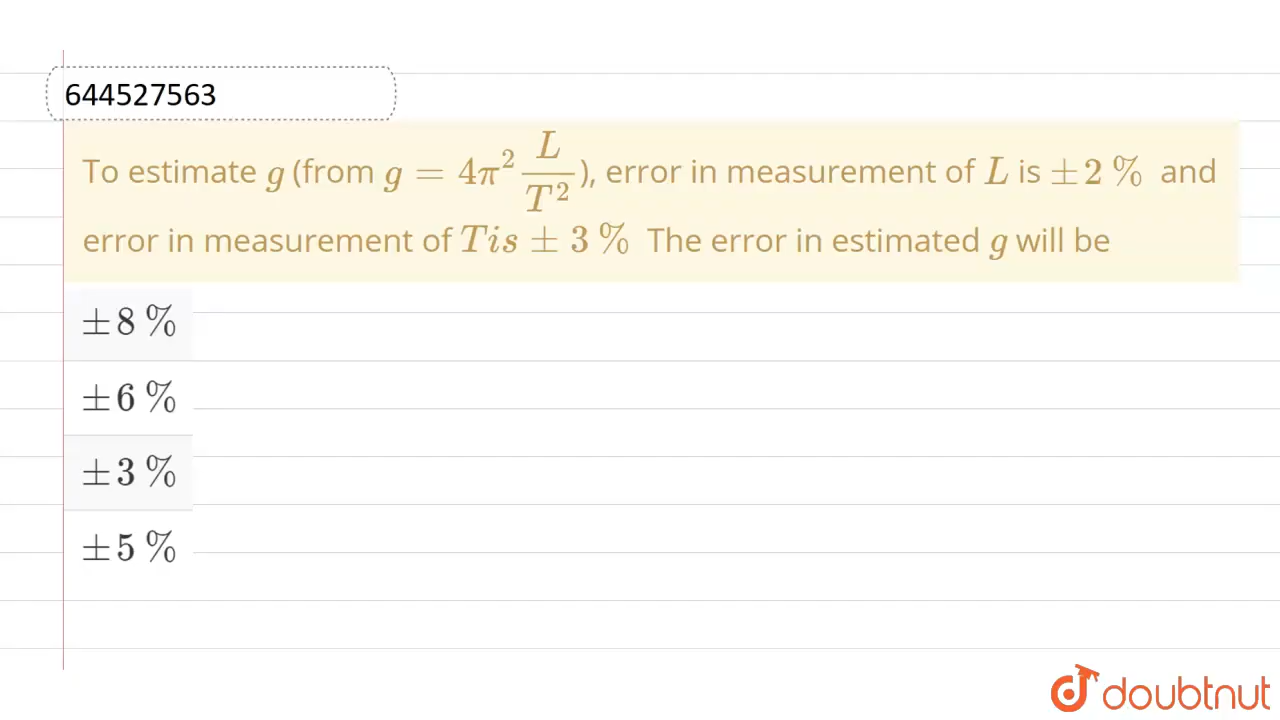 644527563
To estimate g (from g = 4π² L/T²), error in measurement of L is ±2% and
error in measurement of T is ±3% The error in estimated g will be
±8%
±6%
±3%
±5%
doubtnut